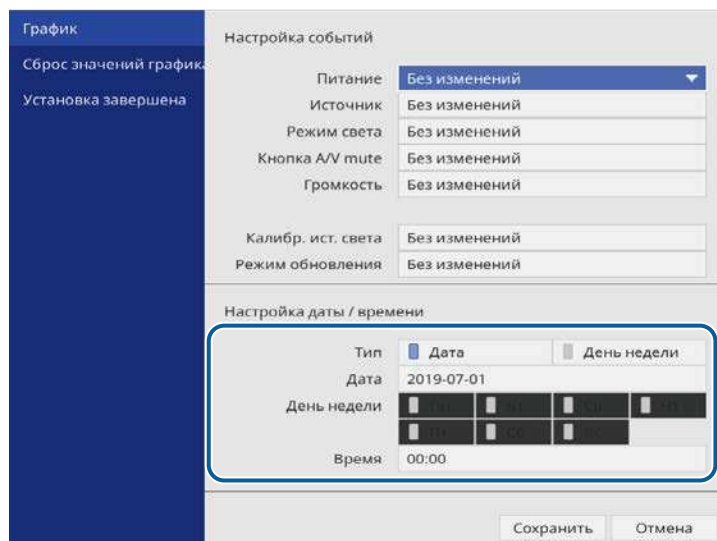 График
Сброс значений график
Установка завершена
Настройка событий
Питание Без изменений
Источник Без изменений
Режим света Без изменений
Кнопка A/V mute Без изменений
Громкость Без изменений
Калибр. ист. света Без изменений
Режим обновления Без изменений
Настройка даты / времени
Тип Дата День недели
Дата 2019-07-01
День недели
Время 00:00
Сохранить Отмена